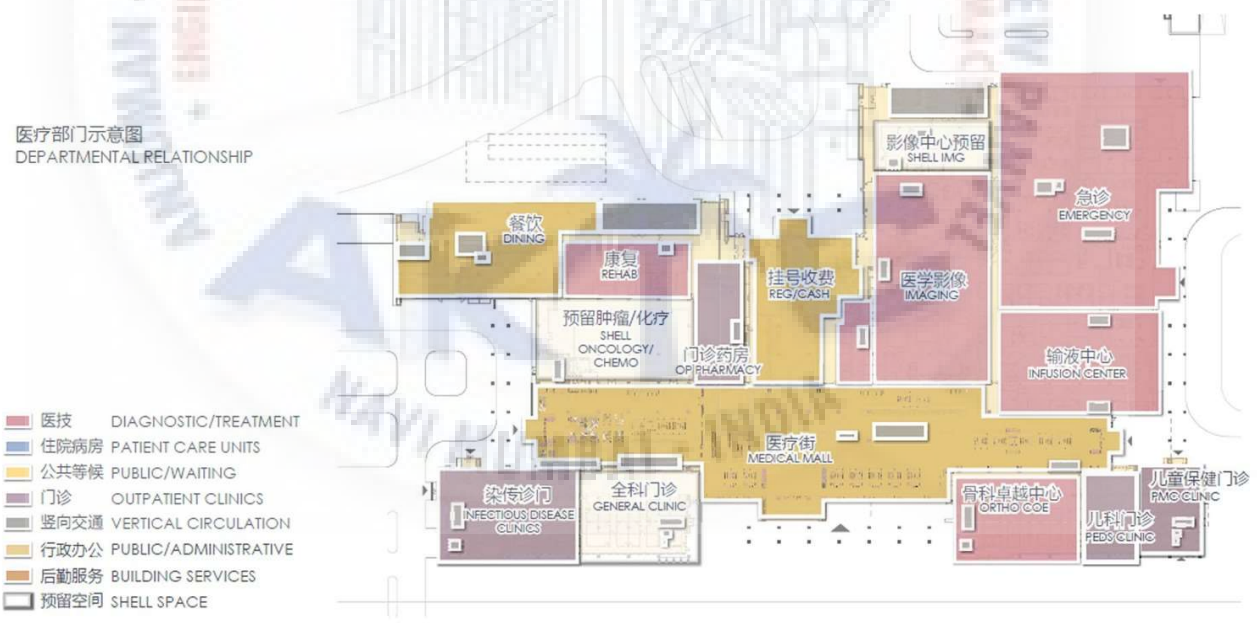 医疗部门示意图
DEPARTMENTAL RELATIONSHIP
影像中心预留
SHELL IMG
急诊
EMERGENCY
餐饮
DINING
康复
REHAB
挂号收费
REG/CASH
医学影像
IMAGING
预留肿瘤/化疗
SHELL
ONCOLOGY/
CHEMO
门诊药房
OP PHARMACY
输液中心
INFUSION CENTER
医疗街
MEDICAL MALL
染传诊门
INFECTIOUS DISEASE
CLINICS
全科门诊
GENERAL CLINIC
骨科卓越中心
ORTHO COE
儿科门诊
PEDS CLINIC
儿童保健门诊
PMC CLINIC
医技 DIAGNOSTIC/TREATMENT
住院病房 PATIENT CARE UNITS
公共等候 PUBLIC/WAITING
门诊 OUTPATIENT CLINICS
竖向交通 VERTICAL CIRCULATION
行政办公 PUBLIC/ADMINISTRATIVE
后勤服务 BUILDING SERVICES
预留空间 SHELL SPACE
NAVI MUMBAI - INDIA